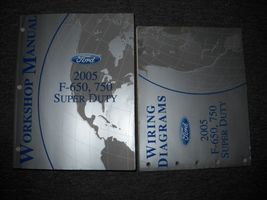 WORKSHOP MANUAL
Ford
2005
F-650, 750
SUPER DUTY
WIRING
DIAGRAMS
Ford
2005
F-650, 750
SUPER DUTY